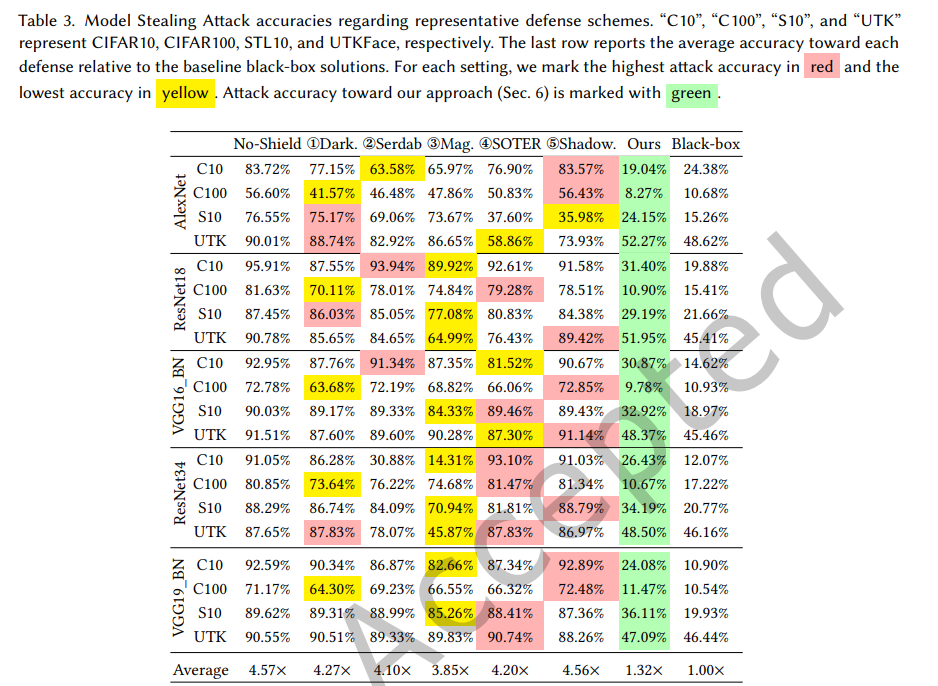 Table 3. Model Stealing Attack accuracies regarding representative defense schemes. “C10”, “C100”, “S10”, and “UTK”
represent CIFAR10, CIFAR100, STL10, and UTKFace, respectively. The last row reports the average accuracy toward each
defense relative to the baseline black-box solutions. For each setting, we mark the highest attack accuracy in red and the
lowest accuracy in yellow . Attack accuracy toward our approach (Sec. 6) is marked with green .
No-Shield ①Dark. ②Serdab ③Mag. ④SOTER ⑤Shadow. Ours Black-box
AlexNet
C10 83.72% 77.15% 63.58% 65.97% 76.90% 83.57% 19.04% 24.38%
C100 56.60% 41.57% 46.48% 47.86% 50.83% 56.43% 8.27% 10.68%
S10 76.55% 75.17% 69.06% 73.67% 37.60% 35.98% 24.15% 15.26%
UTK 90.01% 88.74% 82.92% 86.65% 58.86% 73.93% 52.27% 48.62%
ResNet18
C10 95.91% 87.55% 93.94% 89.92% 92.61% 91.58% 31.40% 19.88%
C100 81.63% 70.11% 78.01% 74.84% 79.28% 78.51% 10.90% 15.41%
S10 87.45% 86.03% 85.05% 77.08% 80.83% 84.38% 29.19% 21.66%
UTK 90.78% 85.65% 84.65% 64.99% 76.43% 89.42% 51.95% 45.41%
VGG16_BN
C10 92.95% 87.76% 91.34% 87.35% 81.52% 90.67% 30.87% 14.62%
C100 72.78% 63.68% 72.19% 68.82% 66.06% 72.85% 9.78% 10.93%
S10 90.03% 89.17% 89.33% 84.33% 89.46% 89.43% 32.92% 18.97%
UTK 91.51% 87.60% 89.60% 90.28% 87.30% 91.14% 48.37% 45.46%
ResNet34
C10 91.05% 86.28% 30.88% 14.31% 93.10% 91.03% 26.43% 12.07%
C100 80.85% 73.64% 76.22% 74.68% 81.47% 81.34% 10.67% 17.22%
S10 88.29% 86.74% 84.09% 70.94% 81.81% 88.79% 34.19% 20.77%
UTK 87.65% 87.83% 78.07% 45.87% 87.83% 86.97% 48.50% 46.16%
VGG19_BN
C10 92.59% 90.34% 86.87% 82.66% 87.34% 92.89% 24.08% 10.90%
C100 71.17% 64.30% 69.23% 66.55% 66.32% 72.48% 11.47% 10.54%
S10 89.62% 89.31% 88.99% 85.26% 88.41% 87.36% 36.11% 19.93%
UTK 90.55% 90.51% 89.33% 89.83% 90.74% 88.26% 47.09% 46.44%
Average 4.57× 4.27× 4.10× 3.85× 4.20× 4.56× 1.32× 1.00×
Accepted